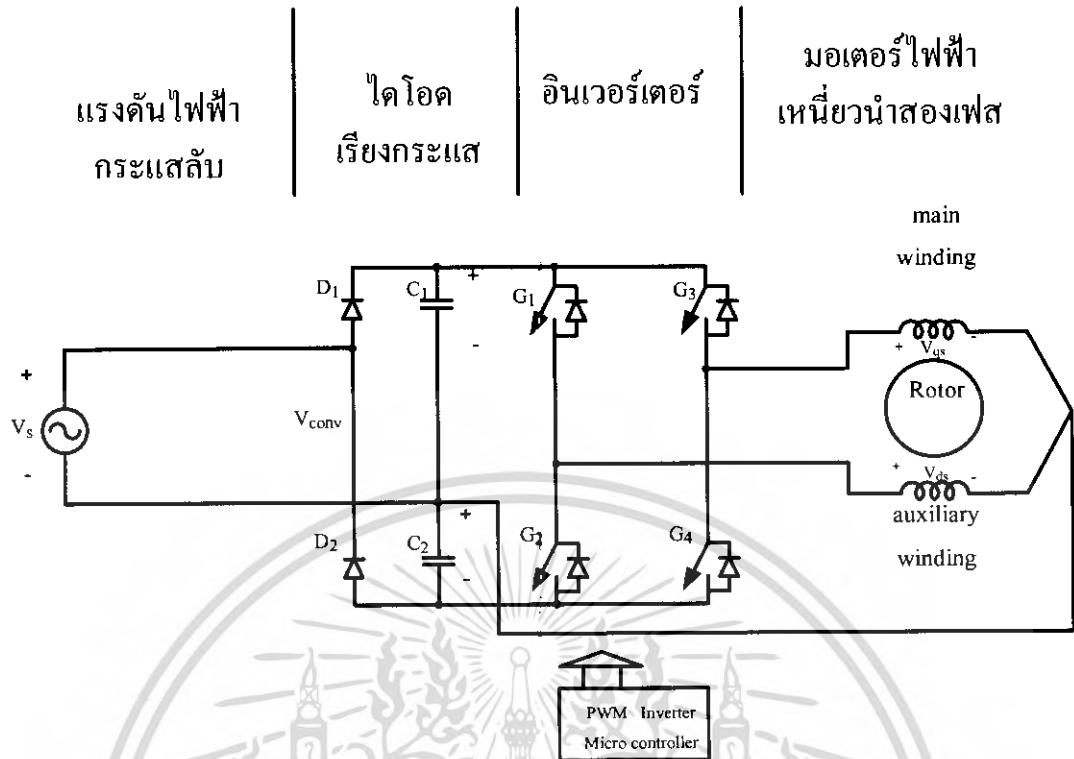 แรงดันไฟฟ้า
กระแสลับ
ไดโอด
เรียงกระแส
อินเวอร์เตอร์
มอเตอร์ไฟฟ้า
เหนี่ยวนำสองเฟส
main
winding
D1
C1
+
-
G1
G3
+
Vqs
-
Rotor
+
Vs
-
Vconv
+
Vds
-
auxiliary
winding
D2
C2
+
-
G2
G4
PWM Inverter
Micro controller